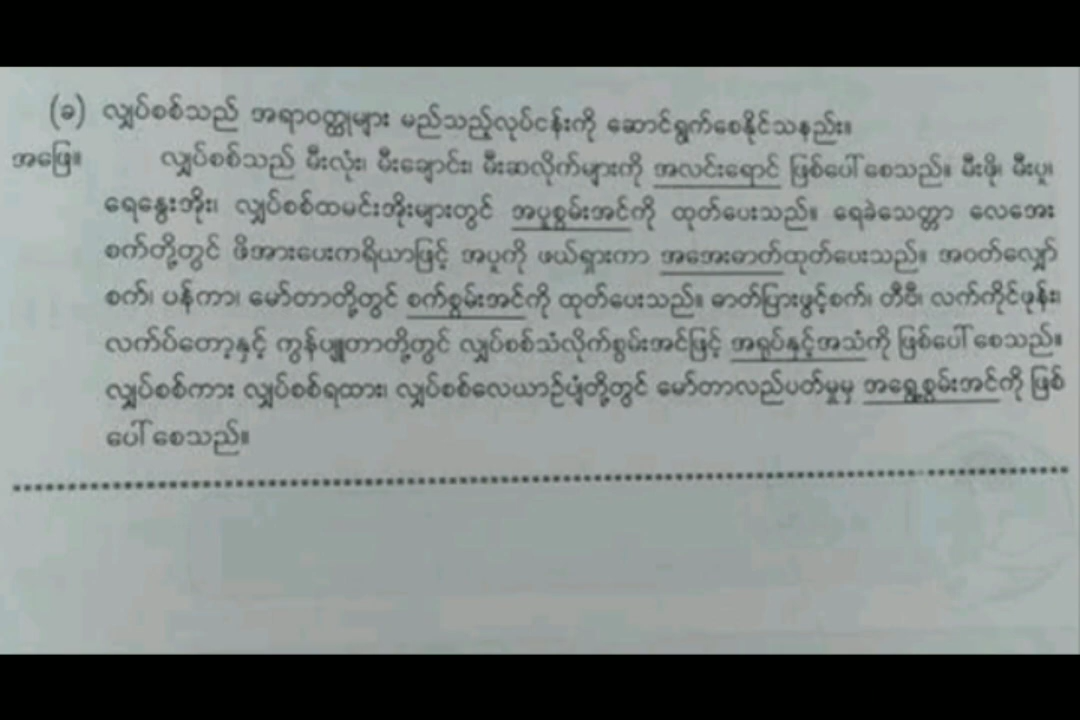 (ခ) လျှပ်စစ်သည် အရာဝတ္ထုများ မည်သည့်လုပ်ငန်းကို ဆောင်ရွက်စေနိုင်သနည်း။
အဖြေ။ လျှပ်စစ်သည် မီးလုံး၊ မီးချောင်း၊ မီးဆလိုက်များကို အလင်းရောင် ဖြစ်ပေါ်စေသည်။ မီးဖို၊ မီးပူ၊
ရေနွေးအိုး၊ လျှပ်စစ်ထမင်းအိုးများတွင် အပူစွမ်းအင်ကို ထုတ်ပေးသည်။ ရေခဲသေတ္တာ လေအေး
စက်တို့တွင် ဖိအားပေးကရိယာဖြင့် အပူကို ဖယ်ရှားကာ အအေးဓာတ်ထုတ်ပေးသည်။ အဝတ်လျှော်
စက်၊ ပန်ကာ၊ မော်တာတို့တွင် စက်စွမ်းအင်ကို ထုတ်ပေးသည်။ ဓာတ်ပြားဖွင့်စက်၊ တီဗီ၊ လက်ကိုင်ဖုန်း၊
လက်ပ်တော့နှင့် ကွန်ပျူတာတို့တွင် လျှပ်စစ်သံလိုက်စွမ်းအင်ဖြင့် အရုပ်နှင့်အသံကို ဖြစ်ပေါ်စေသည်။
လျှပ်စစ်ကား လျှပ်စစ်ရထား၊ လျှပ်စစ်လေယာဉ်ပျံတို့တွင် မော်တာလည်ပတ်မှုမှ အရွေ့စွမ်းအင်ကို ဖြစ်
ပေါ်စေသည်။